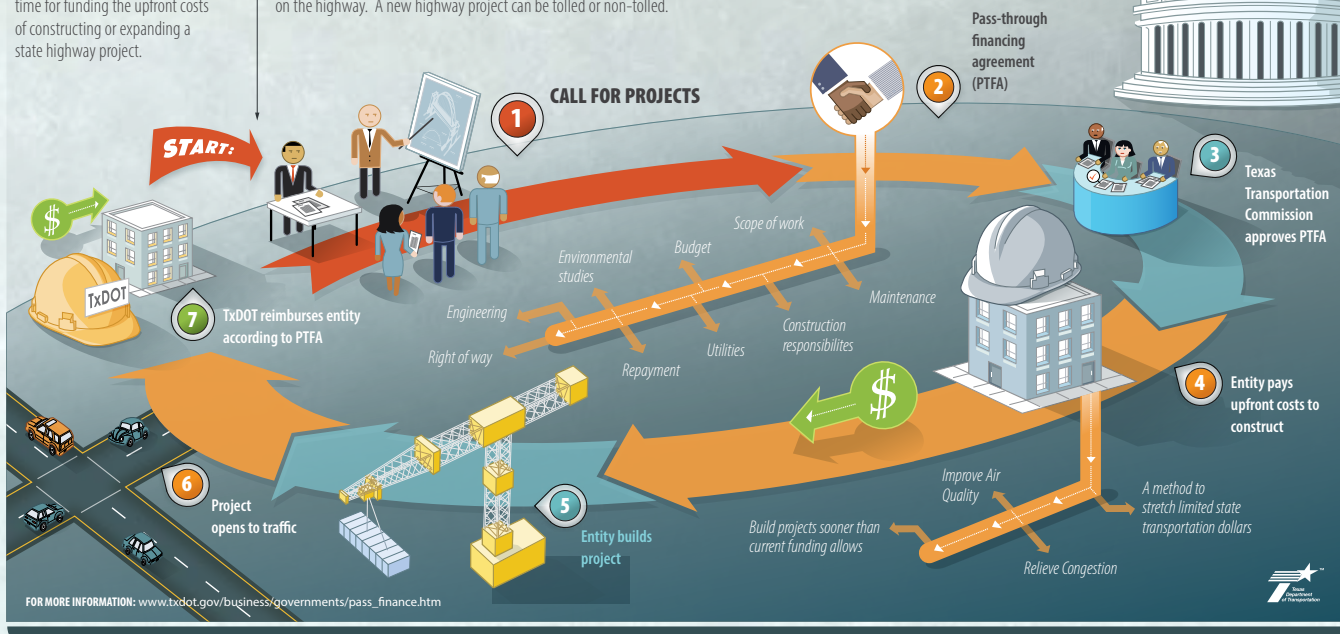 time for funding the upfront costs
of constructing or expanding a
state highway project.
on the highway.  A new highway project can be tolled or non-tolled.
START:
1
CALL FOR PROJECTS
2
Pass-through
financing
agreement
(PTFA)
3
Texas
Transportation
Commission
approves PTFA
Scope of work
Budget
Environmental
studies
Engineering
Right of way
Maintenance
Construction
responsibilites
Utilities
Repayment
$
4
Entity pays
upfront costs to
construct
Improve Air
Quality
A method to
stretch limited state
transportation dollars
Build projects sooner than
current funding allows
Relieve Congestion
5
Entity builds
project
6
Project
opens to traffic
$
TxDOT
7
TxDOT reimburses entity
according to PTFA
FOR MORE INFORMATION: www.txdot.gov/business/governments/pass_finance.htm
Texas
Department
of Transportation